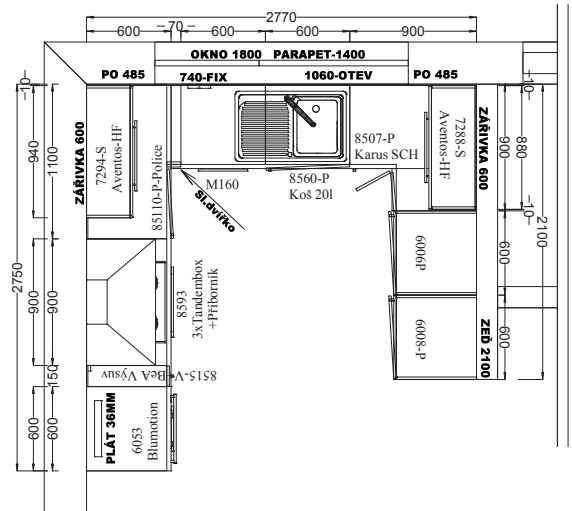 2770
600
70
600
600
900
OKNO 1800
PARAPET-1400
PO 485
740-FIX
1060-OTEV
PO 485
10
940
1100
ZÁŘIVKA 600
7294-S
Aventos-HF
85110-P-Police
M160
Sl.dvířko
8560-P
Koš 20l
8507-P
Karus SCH
7288-S
Aventos-HF
ZÁŘIVKA 600
10
900
880
10
2100
2750
900
900
8593
3xTandembox
+Příborník
6006P
600
6008-P
ZEĎ 2100
600
150
8515-V-BeA Výsuv
600
600
PLÁT 36MM
6053
Blumotion